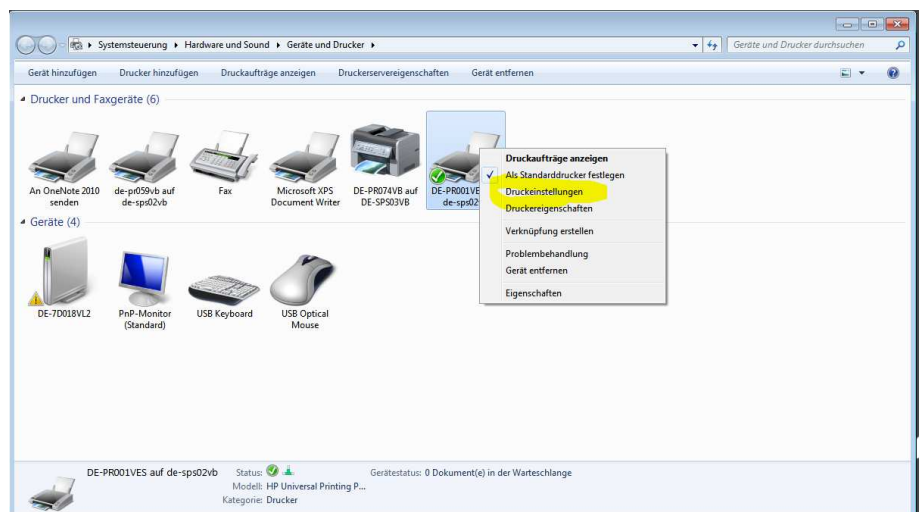 Systemsteuerung ▸ Hardware und Sound ▸ Geräte und Drucker ▸
Geräte und Drucker durchsuchen
Gerät hinzufügen Drucker hinzufügen Druckaufträge anzeigen Druckerservereigenschaften Gerät entfernen
Drucker und Faxgeräte (6)
An OneNote 2010
senden
de-pr059vb auf
de-sps02vb
Fax
Microsoft XPS
Document Writer
DE-PR074VB auf
DE-SPS03VB
DE-PR001VE
de-sps02
Druckaufträge anzeigen
Als Standarddrucker festlegen
Druckeinstellungen
Druckereigenschaften
Verknüpfung erstellen
Problembehandlung
Gerät entfernen
Eigenschaften
Geräte (4)
DE-7D018VL2
PnP-Monitor
(Standard)
USB Keyboard
USB Optical
Mouse
DE-PR001VES auf de-sps02vb Status: Gerätestatus: 0 Dokument(e) in der Warteschlange
Modell: HP Universal Printing P...
Kategorie: Drucker